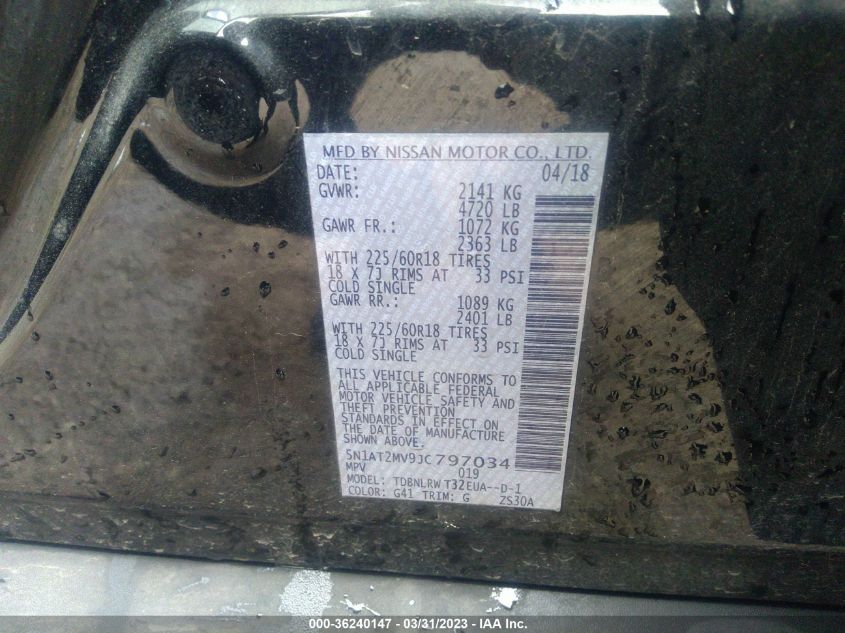 MFD BY NISSAN MOTOR CO., LTD.
DATE: 04/18
GVWR: 2141 KG
4720 LB
GAWR FR.: 1072 KG
2363 LB
WITH 225/60R18 TIRES
18 X 7J RIMS AT 33 PSI
COLD SINGLE
GAWR RR.: 1089 KG
2401 LB
WITH 225/60R18 TIRES
18 X 7J RIMS AT 33 PSI
COLD SINGLE
THIS VEHICLE CONFORMS TO
ALL APPLICABLE FEDERAL
MOTOR VEHICLE SAFETY AND
THEFT PREVENTION
STANDARDS IN EFFECT ON
THE DATE OF MANUFACTURE
SHOWN ABOVE.
5N1AT2MV9JC797034
MPV 019
MODEL: TDBNLRW T32EUA--D-1
COLOR: G41 TRIM: G ZS30A
000-36240147 - 03/31/2023 - IAA Inc.